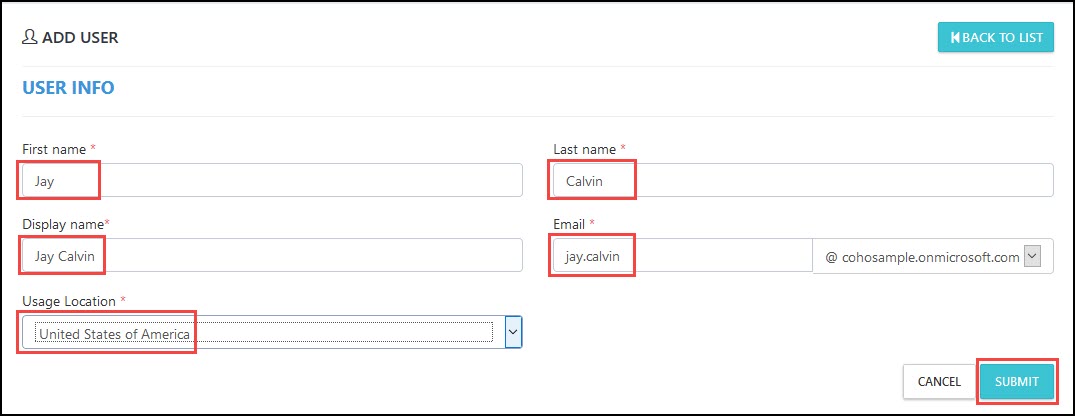 ADD USER
BACK TO LIST
USER INFO
First name *
Last name *
Jay
Calvin
Display name*
Email *
Jay Calvin
jay.calvin
@ cohosample.onmicrosoft.com
Usage Location *
United States of America
CANCEL
SUBMIT